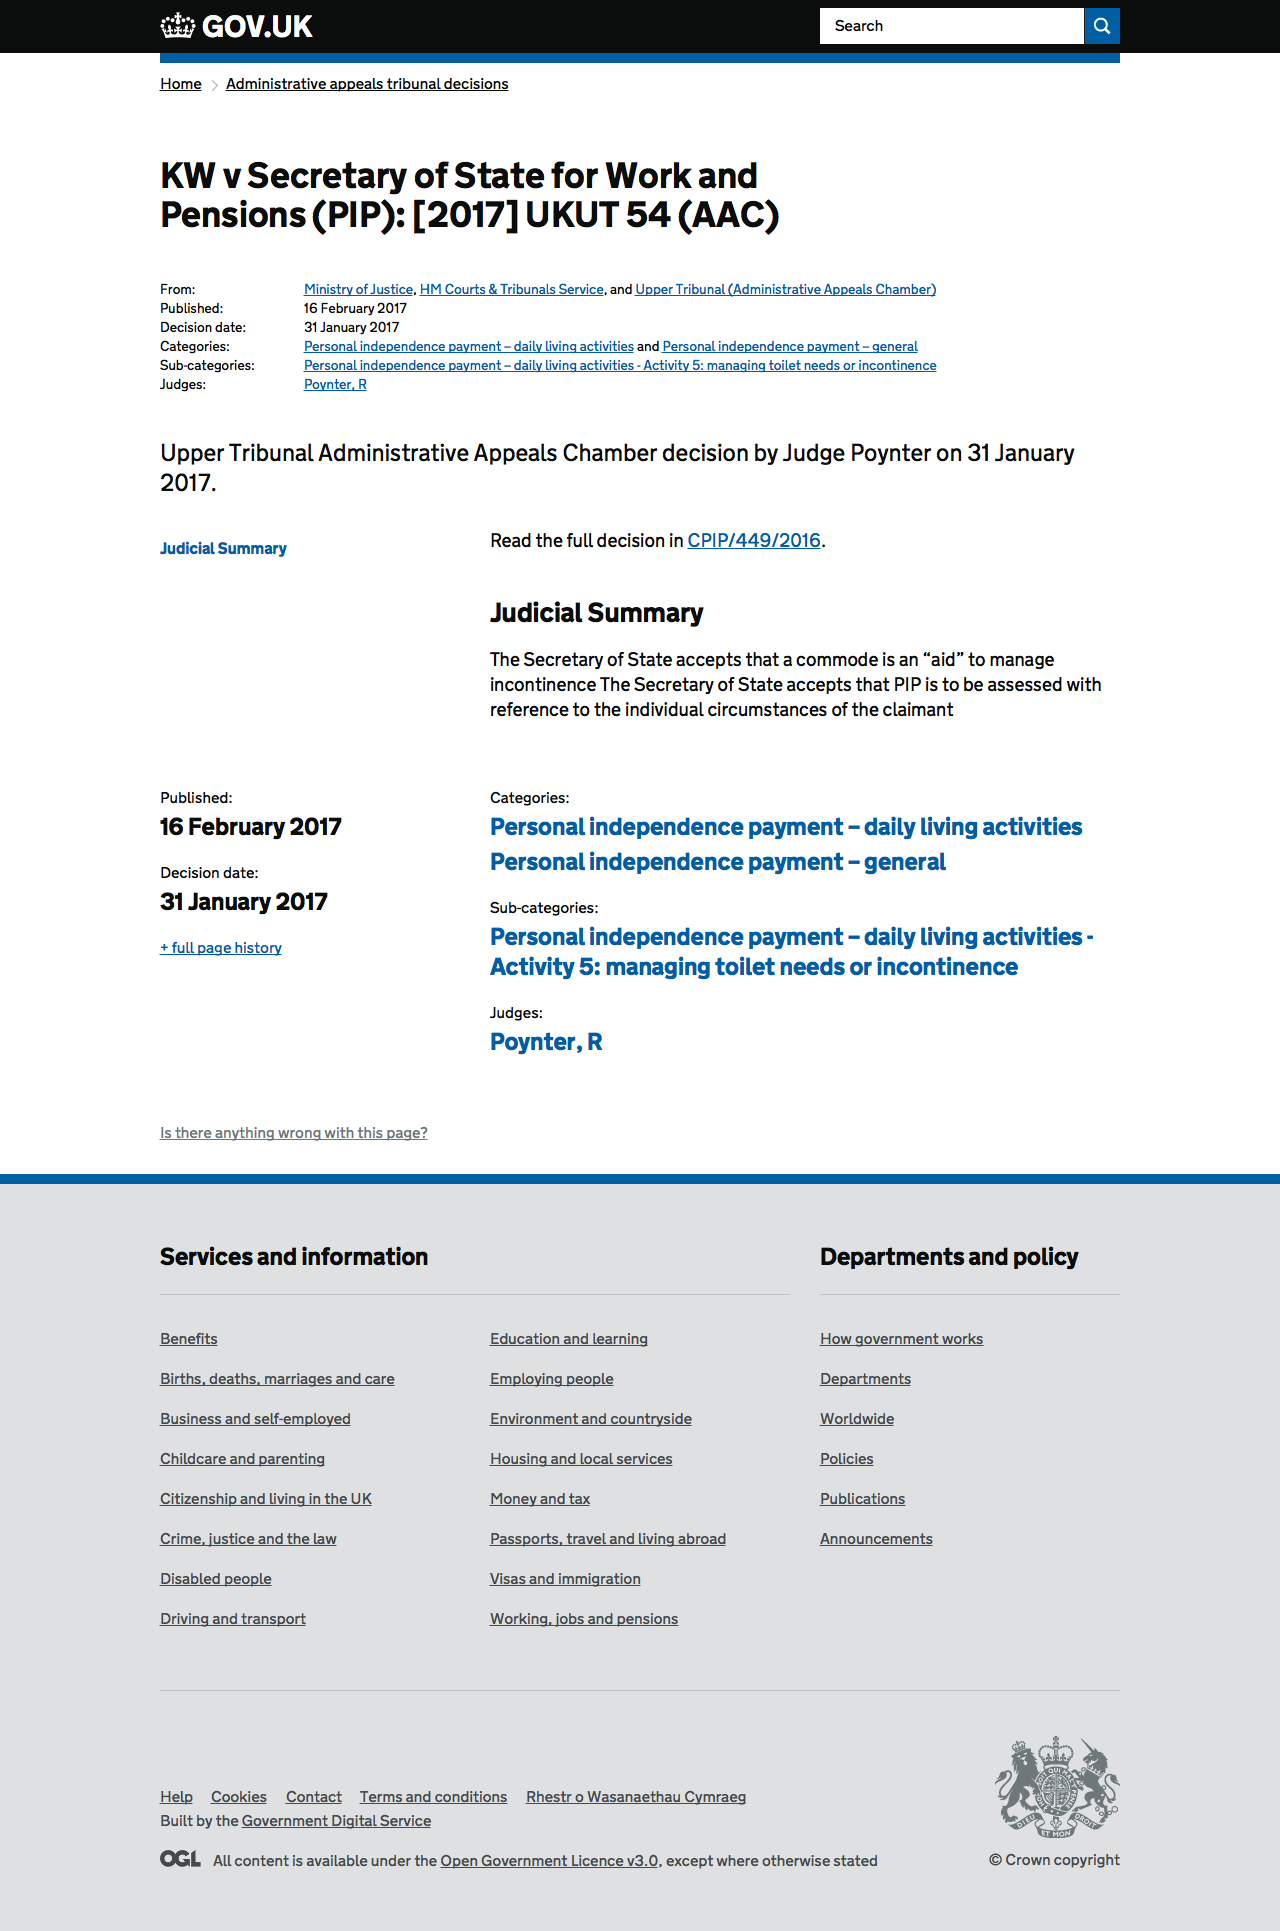 GOV.UK
Search
Home
Administrative appeals tribunal decisions
KW v Secretary of State for Work and
Pensions (PIP): [2017] UKUT 54 (AAC)
From: Ministry of Justice, HM Courts & Tribunals Service, and Upper Tribunal (Administrative Appeals Chamber)
Published: 16 February 2017
Decision date: 31 January 2017
Categories: Personal independence payment – daily living activities and Personal independence payment – general
Sub-categories: Personal independence payment – daily living activities - Activity 5: managing toilet needs or incontinence
Judges: Poynter, R
Upper Tribunal Administrative Appeals Chamber decision by Judge Poynter on 31 January
2017.
Judicial Summary
Read the full decision in CPIP/449/2016.
Judicial Summary
The Secretary of State accepts that a commode is an “aid” to manage
incontinence The Secretary of State accepts that PIP is to be assessed with
reference to the individual circumstances of the claimant
Published:
16 February 2017
Decision date:
31 January 2017
+ full page history
Categories:
Personal independence payment – daily living activities
Personal independence payment – general
Sub-categories:
Personal independence payment – daily living activities -
Activity 5: managing toilet needs or incontinence
Judges:
Poynter, R
Is there anything wrong with this page?
Services and information
Benefits
Births, deaths, marriages and care
Business and self-employed
Childcare and parenting
Citizenship and living in the UK
Crime, justice and the law
Disabled people
Driving and transport
Education and learning
Employing people
Environment and countryside
Housing and local services
Money and tax
Passports, travel and living abroad
Visas and immigration
Working, jobs and pensions
Departments and policy
How government works
Departments
Worldwide
Policies
Publications
Announcements
Help Cookies Contact Terms and conditions Rhestr o Wasanaethau Cymraeg
Built by the Government Digital Service
OGL All content is available under the Open Government Licence v3.0, except where otherwise stated
DIEU ET MON DROIT
© Crown copyright